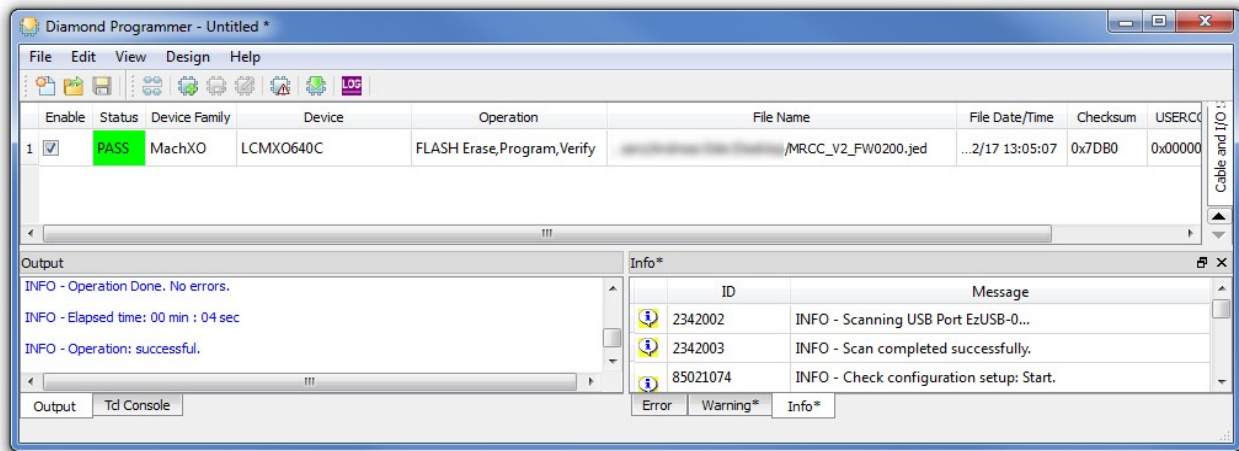 Diamond Programmer - Untitled *
File Edit View Design Help
LOG
Enable Status Device Family Device Operation File Name File Date/Time Checksum USERCO
1 PASS MachXO LCMXO640C FLASH Erase,Program,Verify /MRCC_V2_FW0200.jed ...2/17 13:05:07 0x7DB0 0x00000
Cable and I/O
Output
INFO - Operation Done. No errors.
INFO - Elapsed time: 00 min : 04 sec
INFO - Operation: successful.
Output Tcl Console
Info*
ID Message
2342002 INFO - Scanning USB Port EzUSB-0...
2342003 INFO - Scan completed successfully.
85021074 INFO - Check configuration setup: Start.
Error Warning* Info*